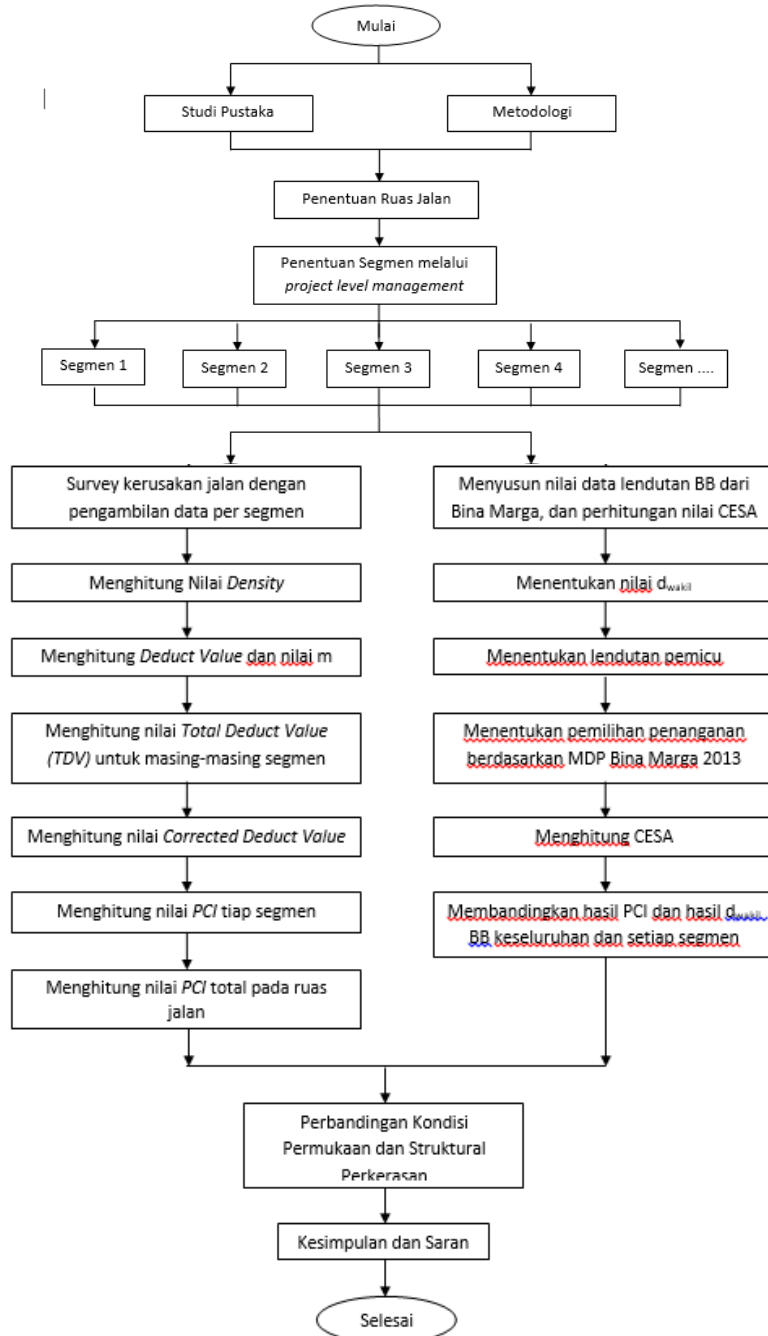 Mulai
Studi Pustaka
Metodologi
Penentuan Ruas Jalan
Penentuan Segmen melalui
project level management
Segmen 1
Segmen 2
Segmen 3
Segmen 4
Segmen ....
Survey kerusakan jalan dengan
pengambilan data per segmen
Menghitung Nilai Density
Menghitung Deduct Value dan nilai m
Menghitung nilai Total Deduct Value
(TDV) untuk masing-masing segmen
Menghitung nilai Corrected Deduct Value
Menghitung nilai PCI tiap segmen
Menghitung nilai PCI total pada ruas
jalan
Menyusun nilai data lendutan BB dari
Bina Marga, dan perhitungan nilai CESA
Menentukan nilai dwakil
Menentukan lendutan pemicu
Menentukan pemilihan penanganan
berdasarkan MDP Bina Marga 2013
Menghitung CESA
Membandingkan hasil PCI dan hasil dwakil
BB keseluruhan dan setiap segmen
Perbandingan Kondisi
Permukaan dan Struktural
Perkerasan
Kesimpulan dan Saran
Selesai